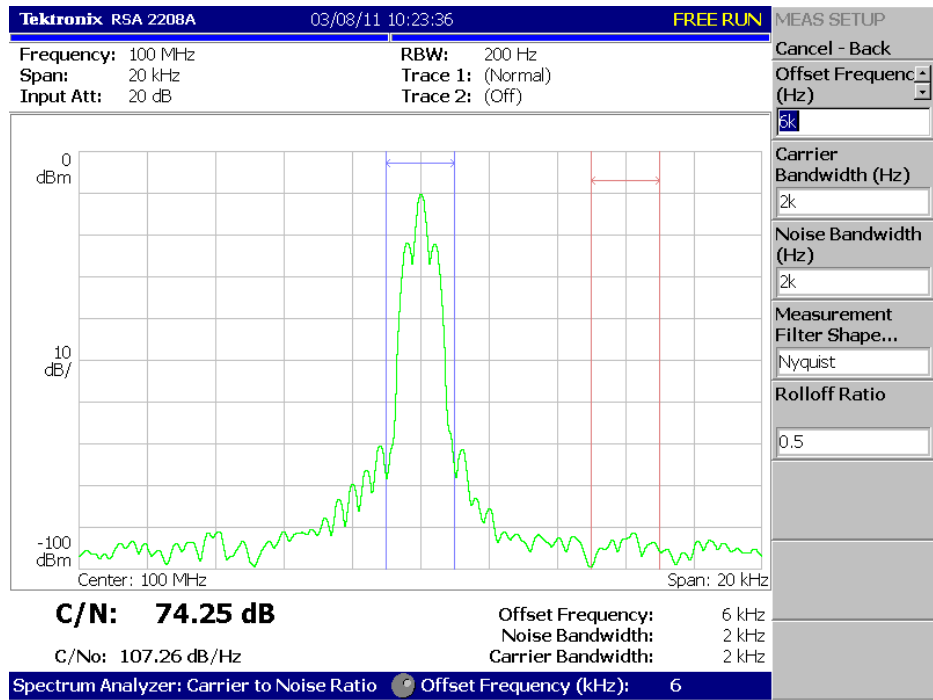 Tektronix RSA 2208A 03/08/11 10:23:36 FREE RUN
Frequency: 100 MHz RBW: 200 Hz
Span: 20 kHz Trace 1: (Normal)
Input Att: 20 dB Trace 2: (Off)
0
dBm
10
dB/
-100
dBm
Center: 100 MHz Span: 20 kHz
C/N: 74.25 dB
C/No: 107.26 dB/Hz
Offset Frequency: 6 kHz
Noise Bandwidth: 2 kHz
Carrier Bandwidth: 2 kHz
Spectrum Analyzer: Carrier to Noise Ratio Offset Frequency (kHz): 6
MEAS SETUP
Cancel - Back
Offset Frequenc
(Hz)
6k
Carrier
Bandwidth (Hz)
2k
Noise Bandwidth
(Hz)
2k
Measurement
Filter Shape...
Nyquist
Rolloff Ratio
0.5